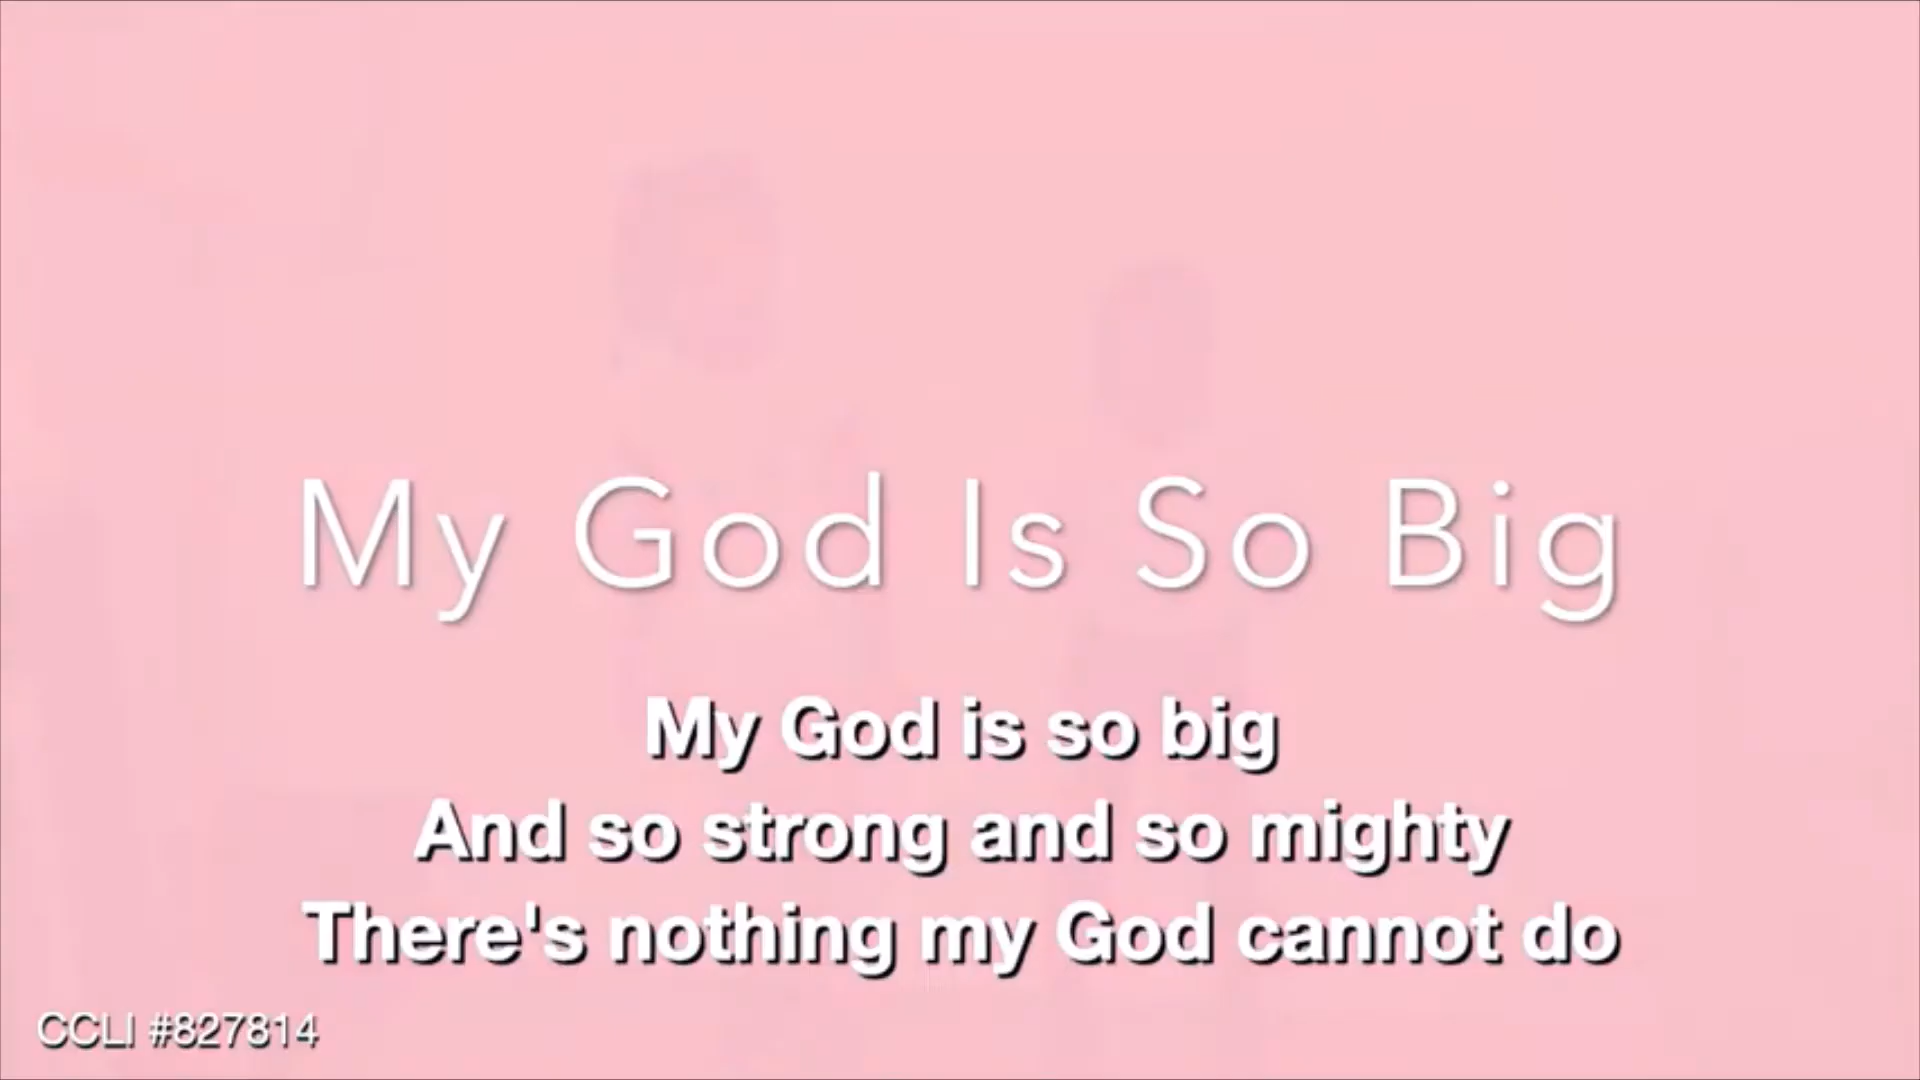 My God Is So Big
My God is so big
And so strong and so mighty
There's nothing my God cannot do
CCLI #827814